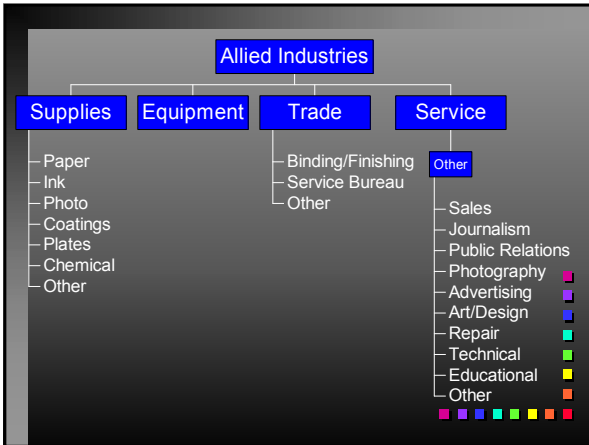 Allied Industries
Supplies
Equipment
Trade
Service
Paper
Ink
Photo
Coatings
Plates
Chemical
Other
Binding/Finishing
Service Bureau
Other
Other
Sales
Journalism
Public Relations
Photography
Advertising
Art/Design
Repair
Technical
Educational
Other